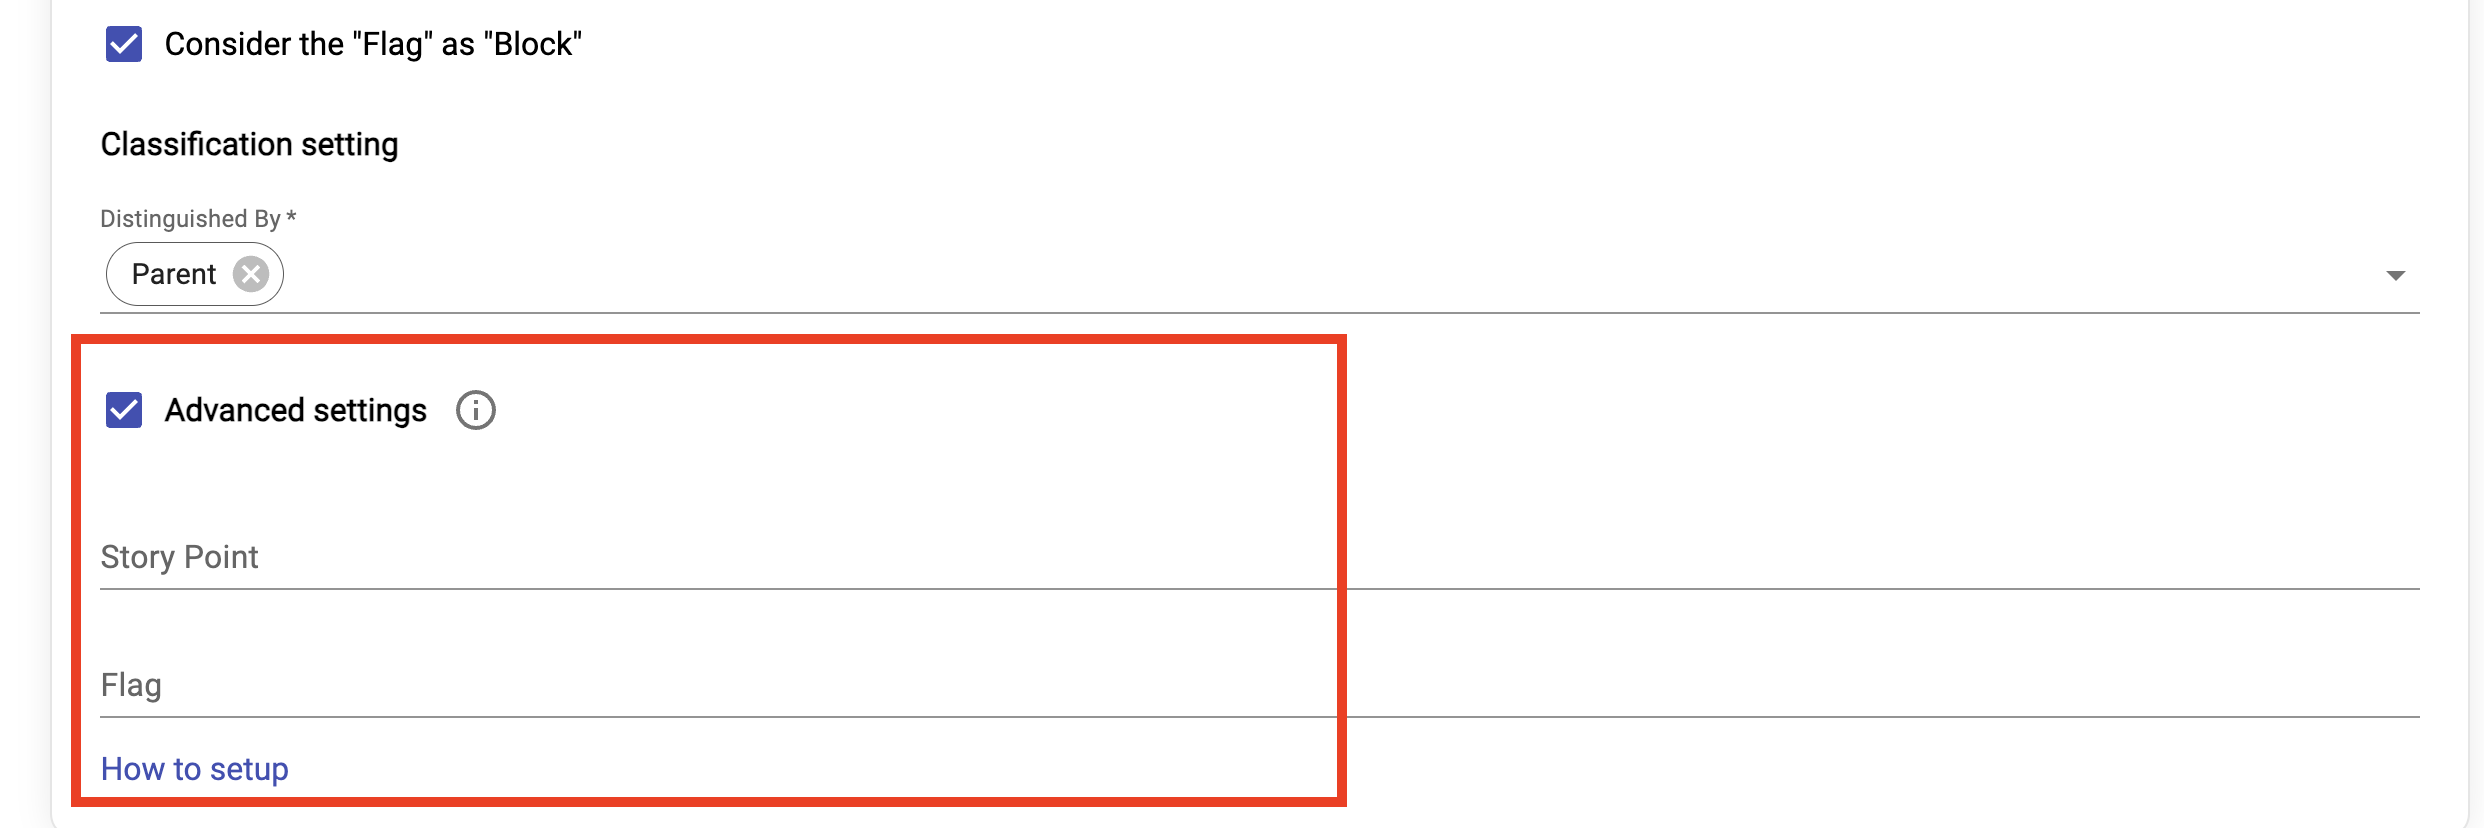 Consider the "Flag" as "Block"
Classification setting
Distinguished By *
Parent
Advanced settings
Story Point
Flag
How to setup